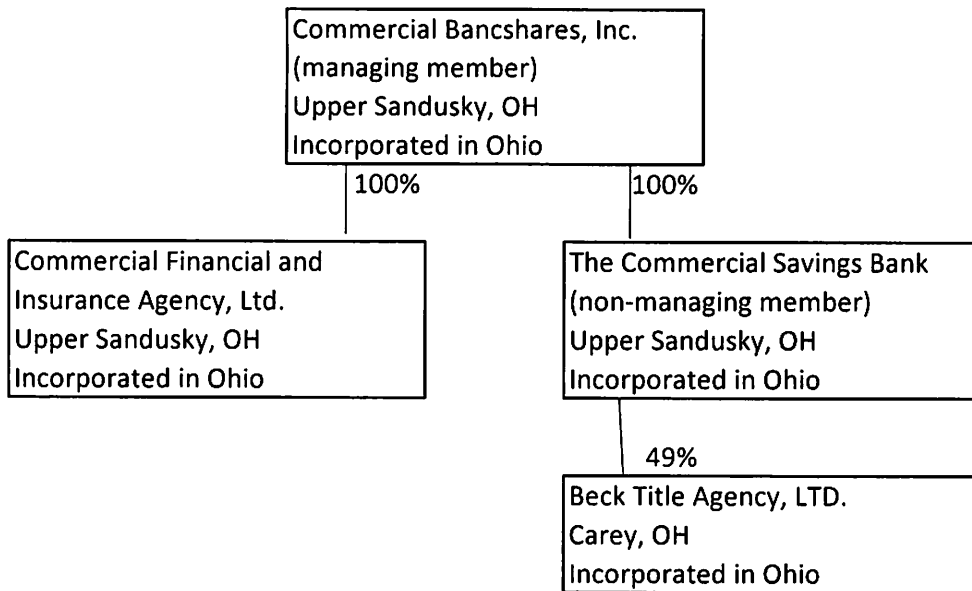 Commercial Bancshares, Inc.
(managing member)
Upper Sandusky, OH
Incorporated in Ohio
100%
100%
Commercial Financial and
Insurance Agency, Ltd.
Upper Sandusky, OH
Incorporated in Ohio
The Commercial Savings Bank
(non-managing member)
Upper Sandusky, OH
Incorporated in Ohio
49%
Beck Title Agency, LTD.
Carey, OH
Incorporated in Ohio